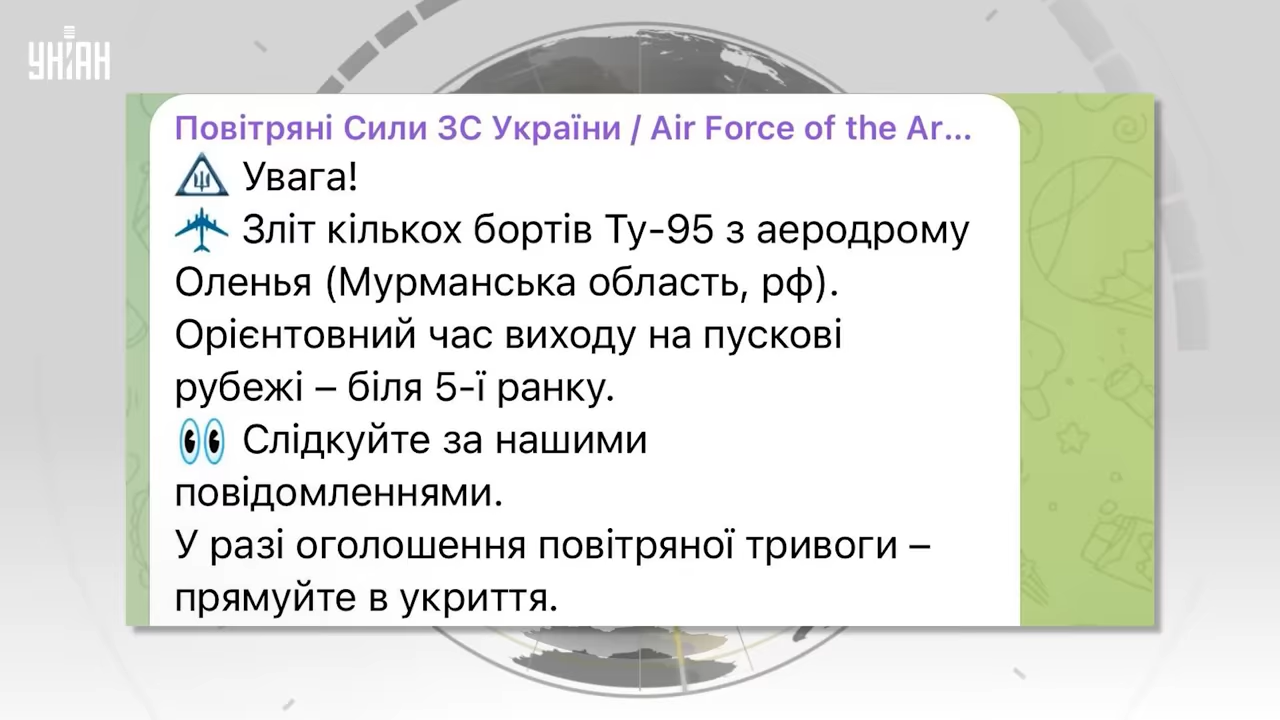 УНІАН
Повітряні Сили ЗС України / Air Force of the Ar...
Увага!
Зліт кількох бортів Ту-95 з аеродрому
Оленья (Мурманська область, рф).
Орієнтовний час виходу на пускові
рубежі – біля 5-ї ранку.
Слідкуйте за нашими
повідомленнями.
У разі оголошення повітряної тривоги –
прямуйте в укриття.